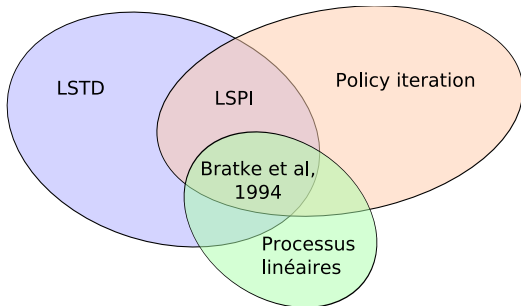 LSTD
LSPI
Policy iteration
Bratke et al,
1994
Processus
linéaires